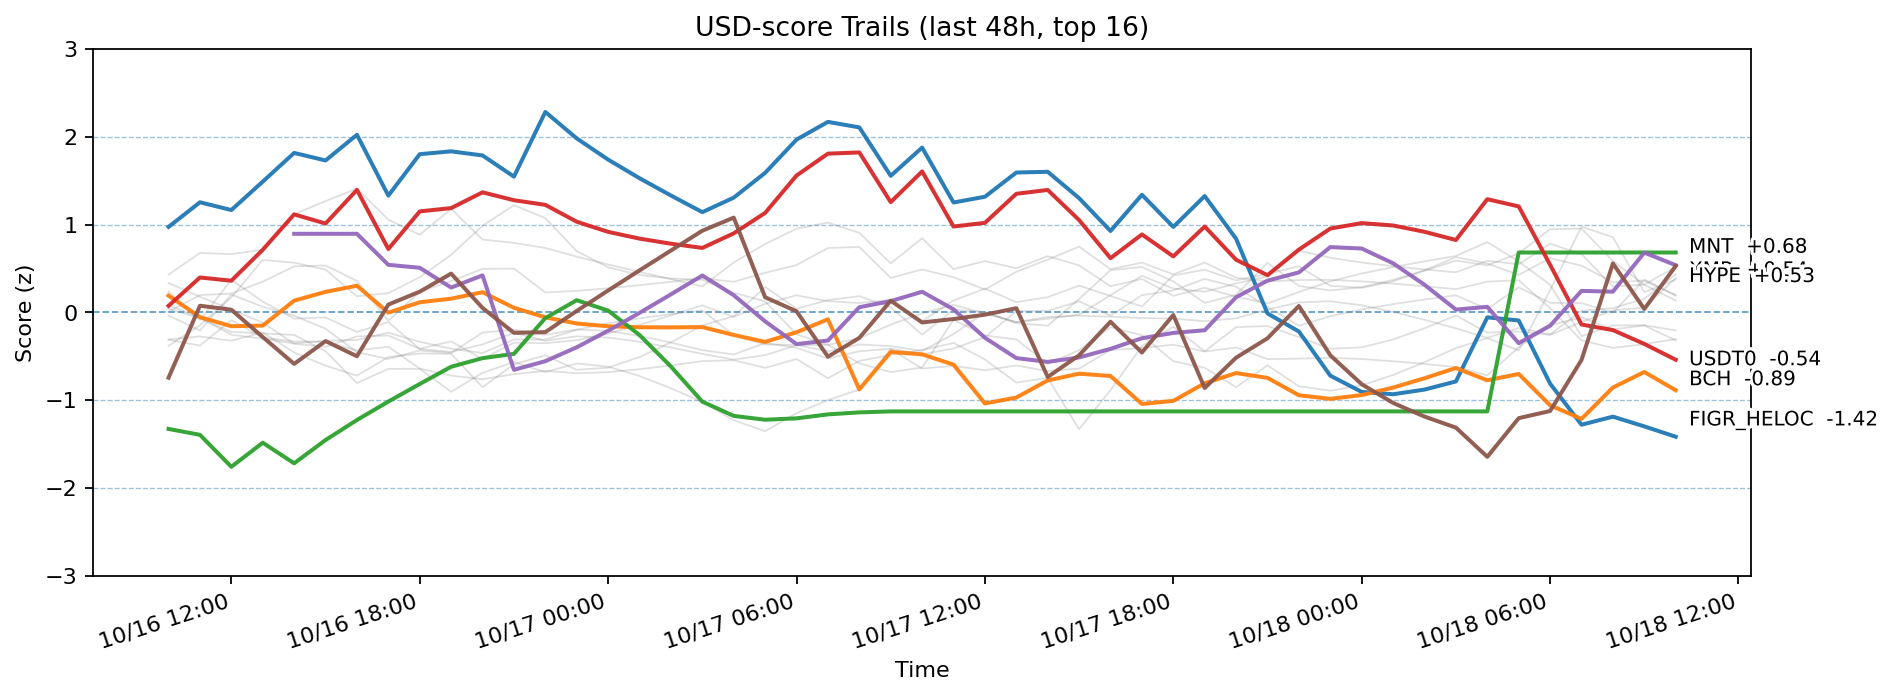 USD-score Trails (last 48h, top 16)
Score (z)
3
2
1
0
−1
−2
−3
MNT +0.68
HYPE +0.53
USDT0 -0.54
BCH -0.89
FIGR_HELOC -1.42
10/16 12:00
10/16 18:00
10/17 00:00
10/17 06:00
10/17 12:00
10/17 18:00
10/18 00:00
10/18 06:00
10/18 12:00
Time